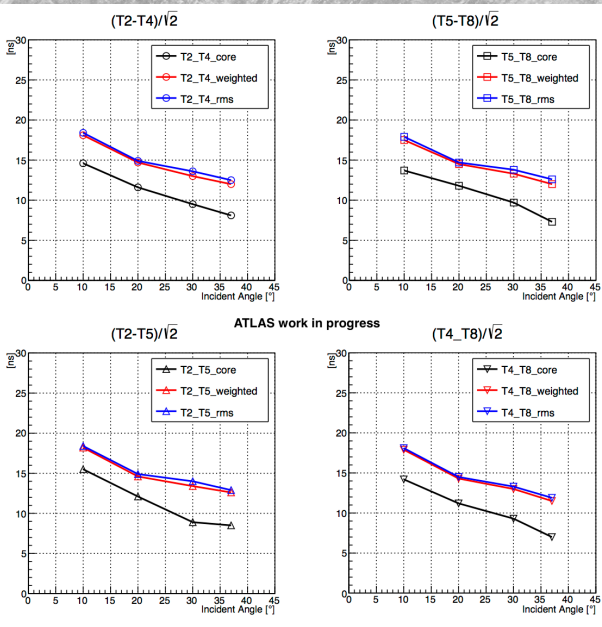 (T2-T4)/√2
[ns]
30
25
20
15
10
5
0
T2_T4_core
T2_T4_weighted
T2_T4_rms
0 5 10 15 20 25 30 35 40 45
Incident Angle [°]
(T5-T8)/√2
[ns]
30
25
20
15
10
5
0
T5_T8_core
T5_T8_weighted
T5_T8_rms
0 5 10 15 20 25 30 35 40 45
Incident Angle [°]
ATLAS work in progress
(T2-T5)/√2
[ns]
30
25
20
15
10
5
0
T2_T5_core
T2_T5_weighted
T2_T5_rms
0 5 10 15 20 25 30 35 40 45
Incident Angle [°]
(T4_T8)/√2
[ns]
30
25
20
15
10
5
0
T4_T8_core
T4_T8_weighted
T4_T8_rms
0 5 10 15 20 25 30 35 40 45
Incident Angle [°]